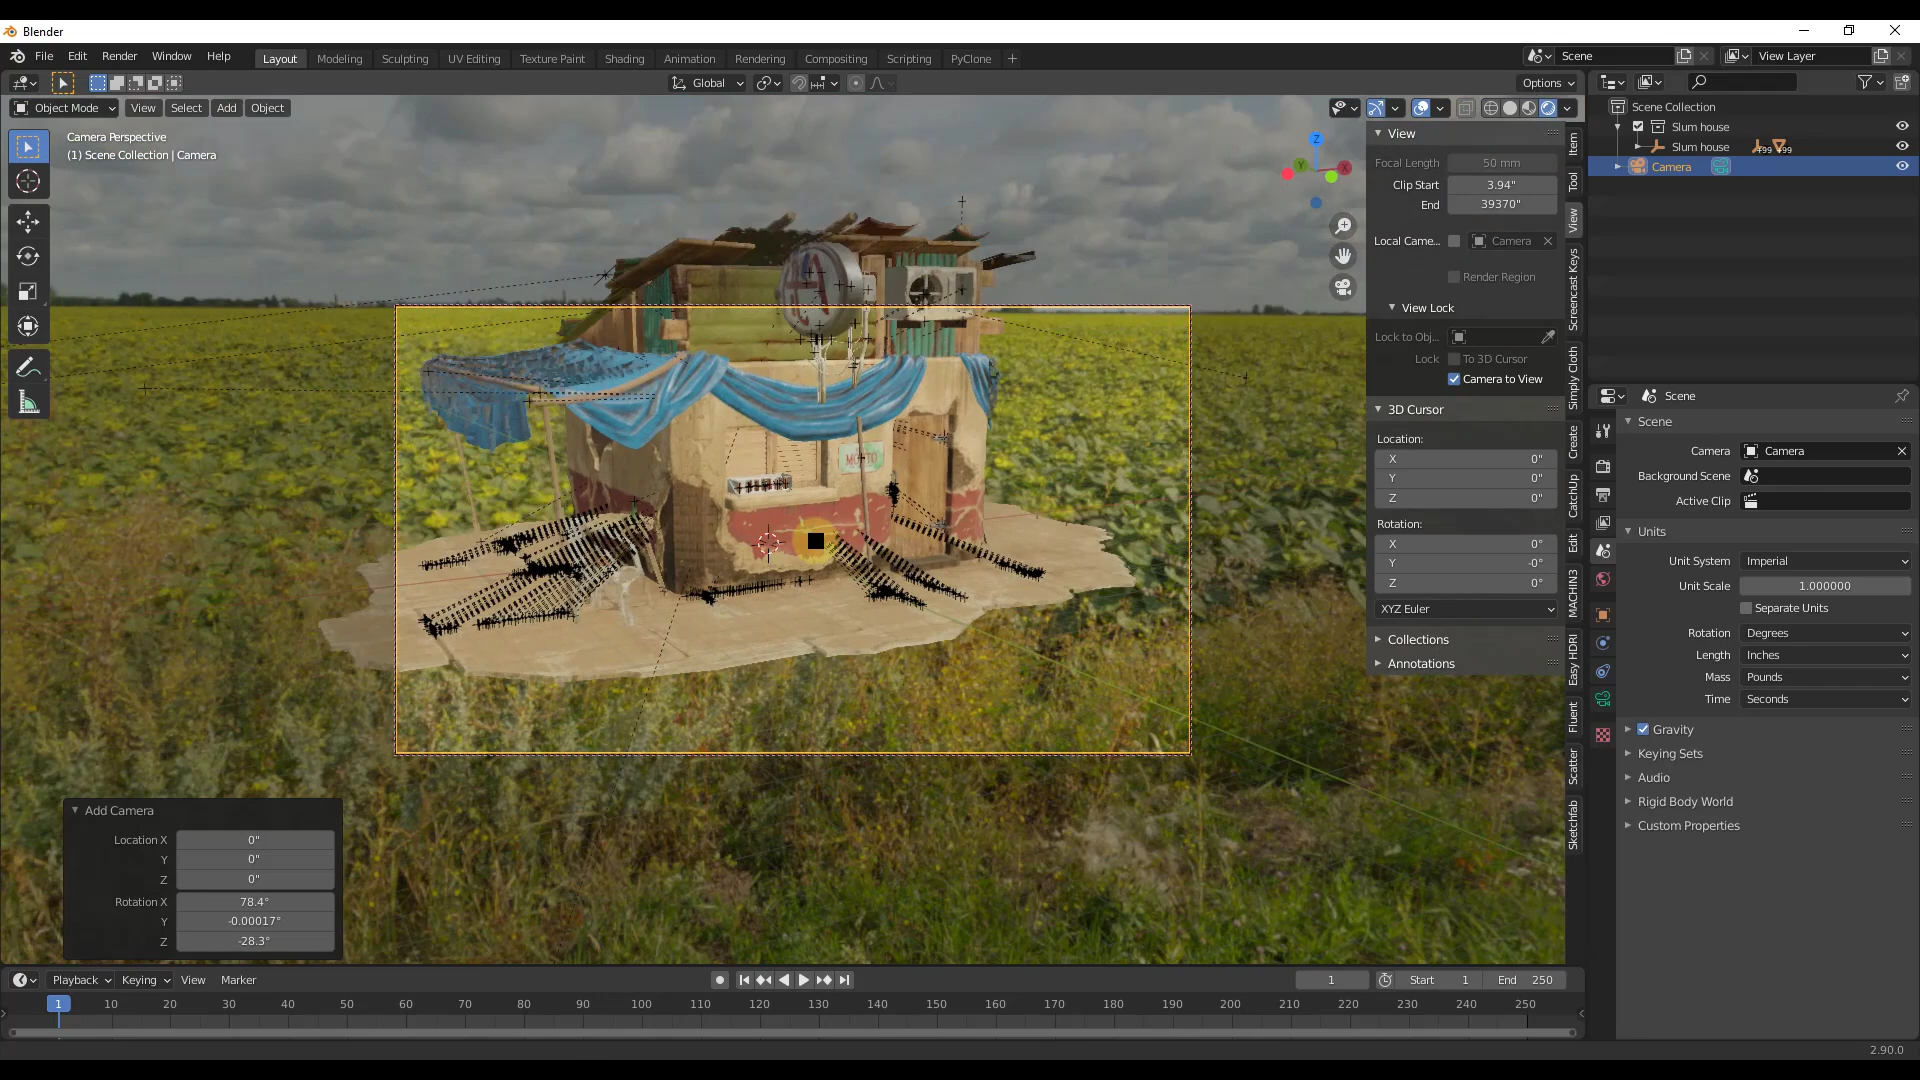 Blender
File Edit Render Window Help
Layout Modeling Sculpting UV Editing Texture Paint Shading Animation Rendering Compositing Scripting PyClone
Scene
View Layer
Global
Options
Object Mode View Select Add Object
Camera Perspective
(1) Scene Collection | Camera
Z
Y
X
View
Focal Length 50 mm
Clip Start 3.94"
End 39370"
Local Came... Camera
Render Region
View Lock
Lock to Obj...
Lock: To 3D Cursor
Camera to View
3D Cursor
Location:
X 0"
Y 0"
Z 0"
Rotation:
X 0°
Y -0°
Z 0°
XYZ Euler
Collections
Annotations
Item
Tool
View
Screencast Keys
Simply Cloth
Create
CatchUp
Edit
MACHIN3
Easy HDRI
Fluent
Scatter
Sketchfab
Scene Collection
Slum house
Slum house
Camera
Scene
Scene
Camera Camera
Background Scene
Active Clip
Units
Unit System Imperial
Unit Scale 1.000000
Separate Units
Rotation Degrees
Length Inches
Mass Pounds
Time Seconds
Gravity
Keying Sets
Audio
Rigid Body World
Custom Properties
Add Camera
Location X 0"
Y 0"
Z 0"
Rotation X 78.4°
Y -0.00017°
Z -28.3°
Playback Keying View Marker
1
Start 1
End 250
1 10 20 30 40 50 60 70 80 90 100 110 120 130 140 150 160 170 180 190 200 210 220 230 240 250
2.90.0